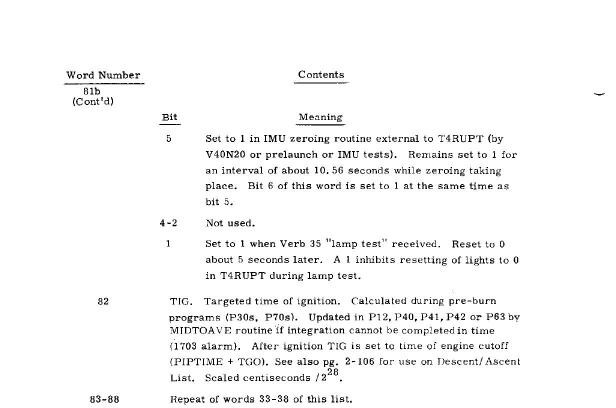 Word Number Contents
81b
(Cont'd)
Bit Meaning
5 Set to 1 in IMU zeroing routine external to T4RUPT (by
V40N20 or prelaunch or IMU tests). Remains set to 1 for
an interval of about 10.56 seconds while zeroing taking
place. Bit 6 of this word is set to 1 at the same time as
bit 5.
4-2 Not used.
1 Set to 1 when Verb 35 "lamp test" received. Reset to 0
about 5 seconds later. A 1 inhibits resetting of lights to 0
in T4RUPT during lamp test.
82 TIG. Targeted time of ignition. Calculated during pre-burn
programs (P30s, P70s). Updated in P12, P40, P41, P42 or P63 by
MIDTOAVE routine if integration cannot be completed in time
(1703 alarm). After ignition TIG is set to time of engine cutoff
(PIPTIME + TGO). See also pg. 2-106 for use on Descent/Ascent
List. Scaled centiseconds /2^28.
83-88 Repeat of words 33-38 of this list.